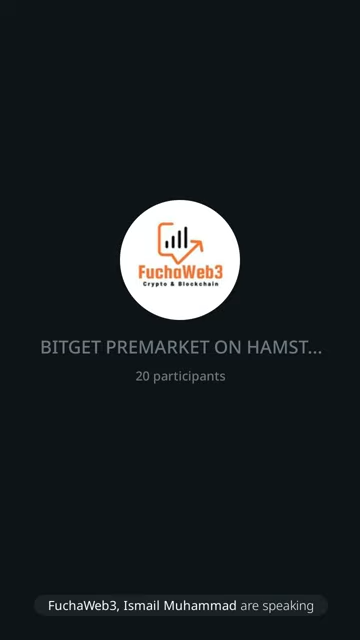 FuchaWeb3
Crypto & Blockchain
BITGET PREMARKET ON HAMST...
20 participants
FuchaWeb3, Ismail Muhammad are speaking